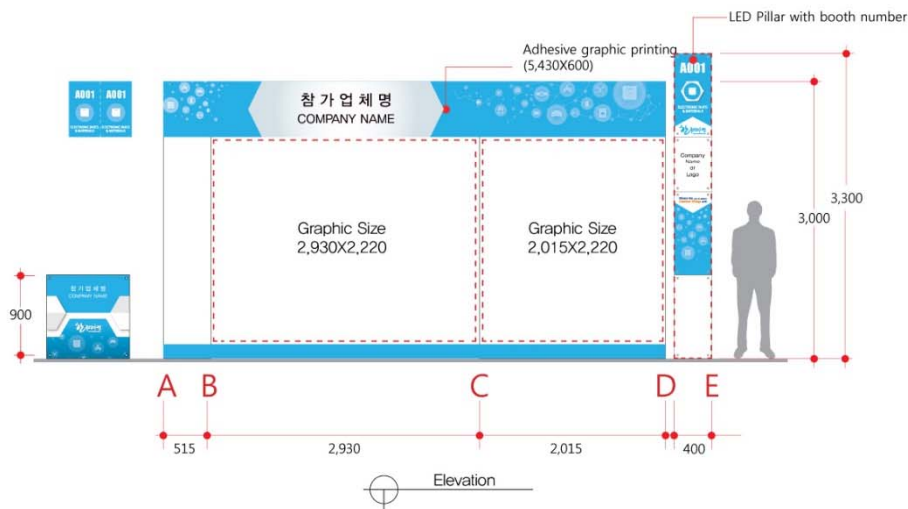 LED Pillar with booth number
Adhesive graphic printing
(5,430X600)
A001
A001 A001
참가업체명
COMPANY NAME
Company
Name
or
Logo
Graphic Size
2,930X2,220
Graphic Size
2,015X2,220
3,300
3,000
900
참가업체명
COMPANY NAME
A B C D E
515 2,930 2,015 400
Elevation